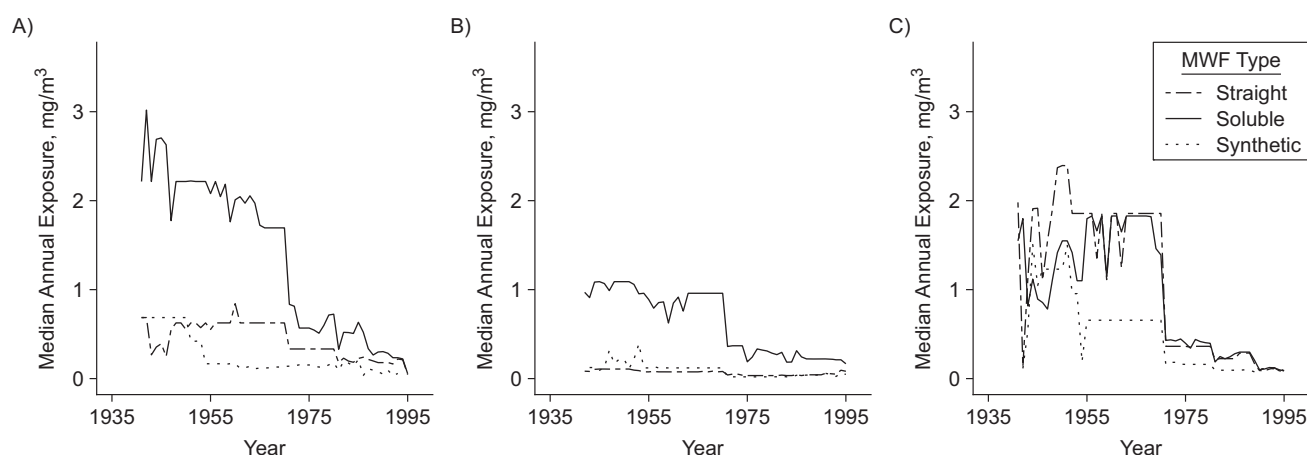 A)
Median Annual Exposure, mg/m³
3
2
1
0
1935 1955 1975 1995
Year
B)
Median Annual Exposure, mg/m³
3
2
1
0
1935 1955 1975 1995
Year
C)
Median Annual Exposure, mg/m³
3
2
1
0
1935 1955 1975 1995
Year
MWF Type
Straight
Soluble
Synthetic